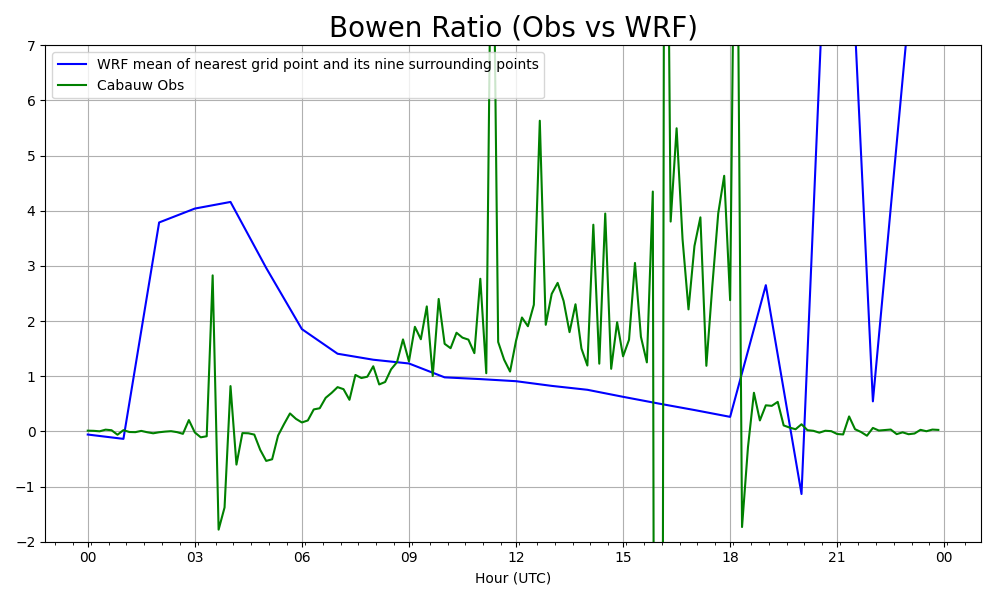 Bowen Ratio (Obs vs WRF)
WRF mean of nearest grid point and its nine surrounding points
Cabauw Obs
7
6
5
4
3
2
1
0
−1
−2
00 03 06 09 12 15 18 21 00
Hour (UTC)